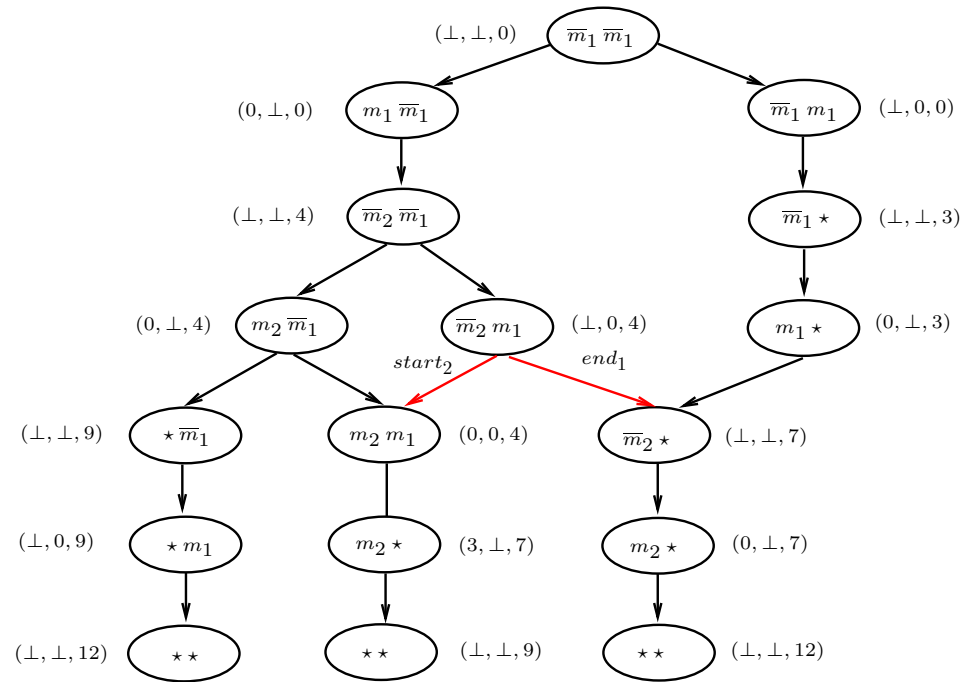 (⊥, ⊥, 0) m̅₁ m̅₁
(0, ⊥, 0) m₁ m̅₁ m̅₁ m₁ (⊥, 0, 0)
(⊥, ⊥, 4) m̅₂ m̅₁ m̅₁ ⋆ (⊥, ⊥, 3)
(0, ⊥, 4) m₂ m̅₁ m̅₂ m₁ (⊥, 0, 4) m₁ ⋆ (0, ⊥, 3)
start₂ end₁
(⊥, ⊥, 9) ⋆ m̅₁ m₂ m₁ (0, 0, 4) m̅₂ ⋆ (⊥, ⊥, 7)
(⊥, 0, 9) ⋆ m₁ m₂ ⋆ (3, ⊥, 7) m₂ ⋆ (0, ⊥, 7)
(⊥, ⊥, 12) ⋆ ⋆ ⋆ ⋆ (⊥, ⊥, 9) ⋆ ⋆ (⊥, ⊥, 12)